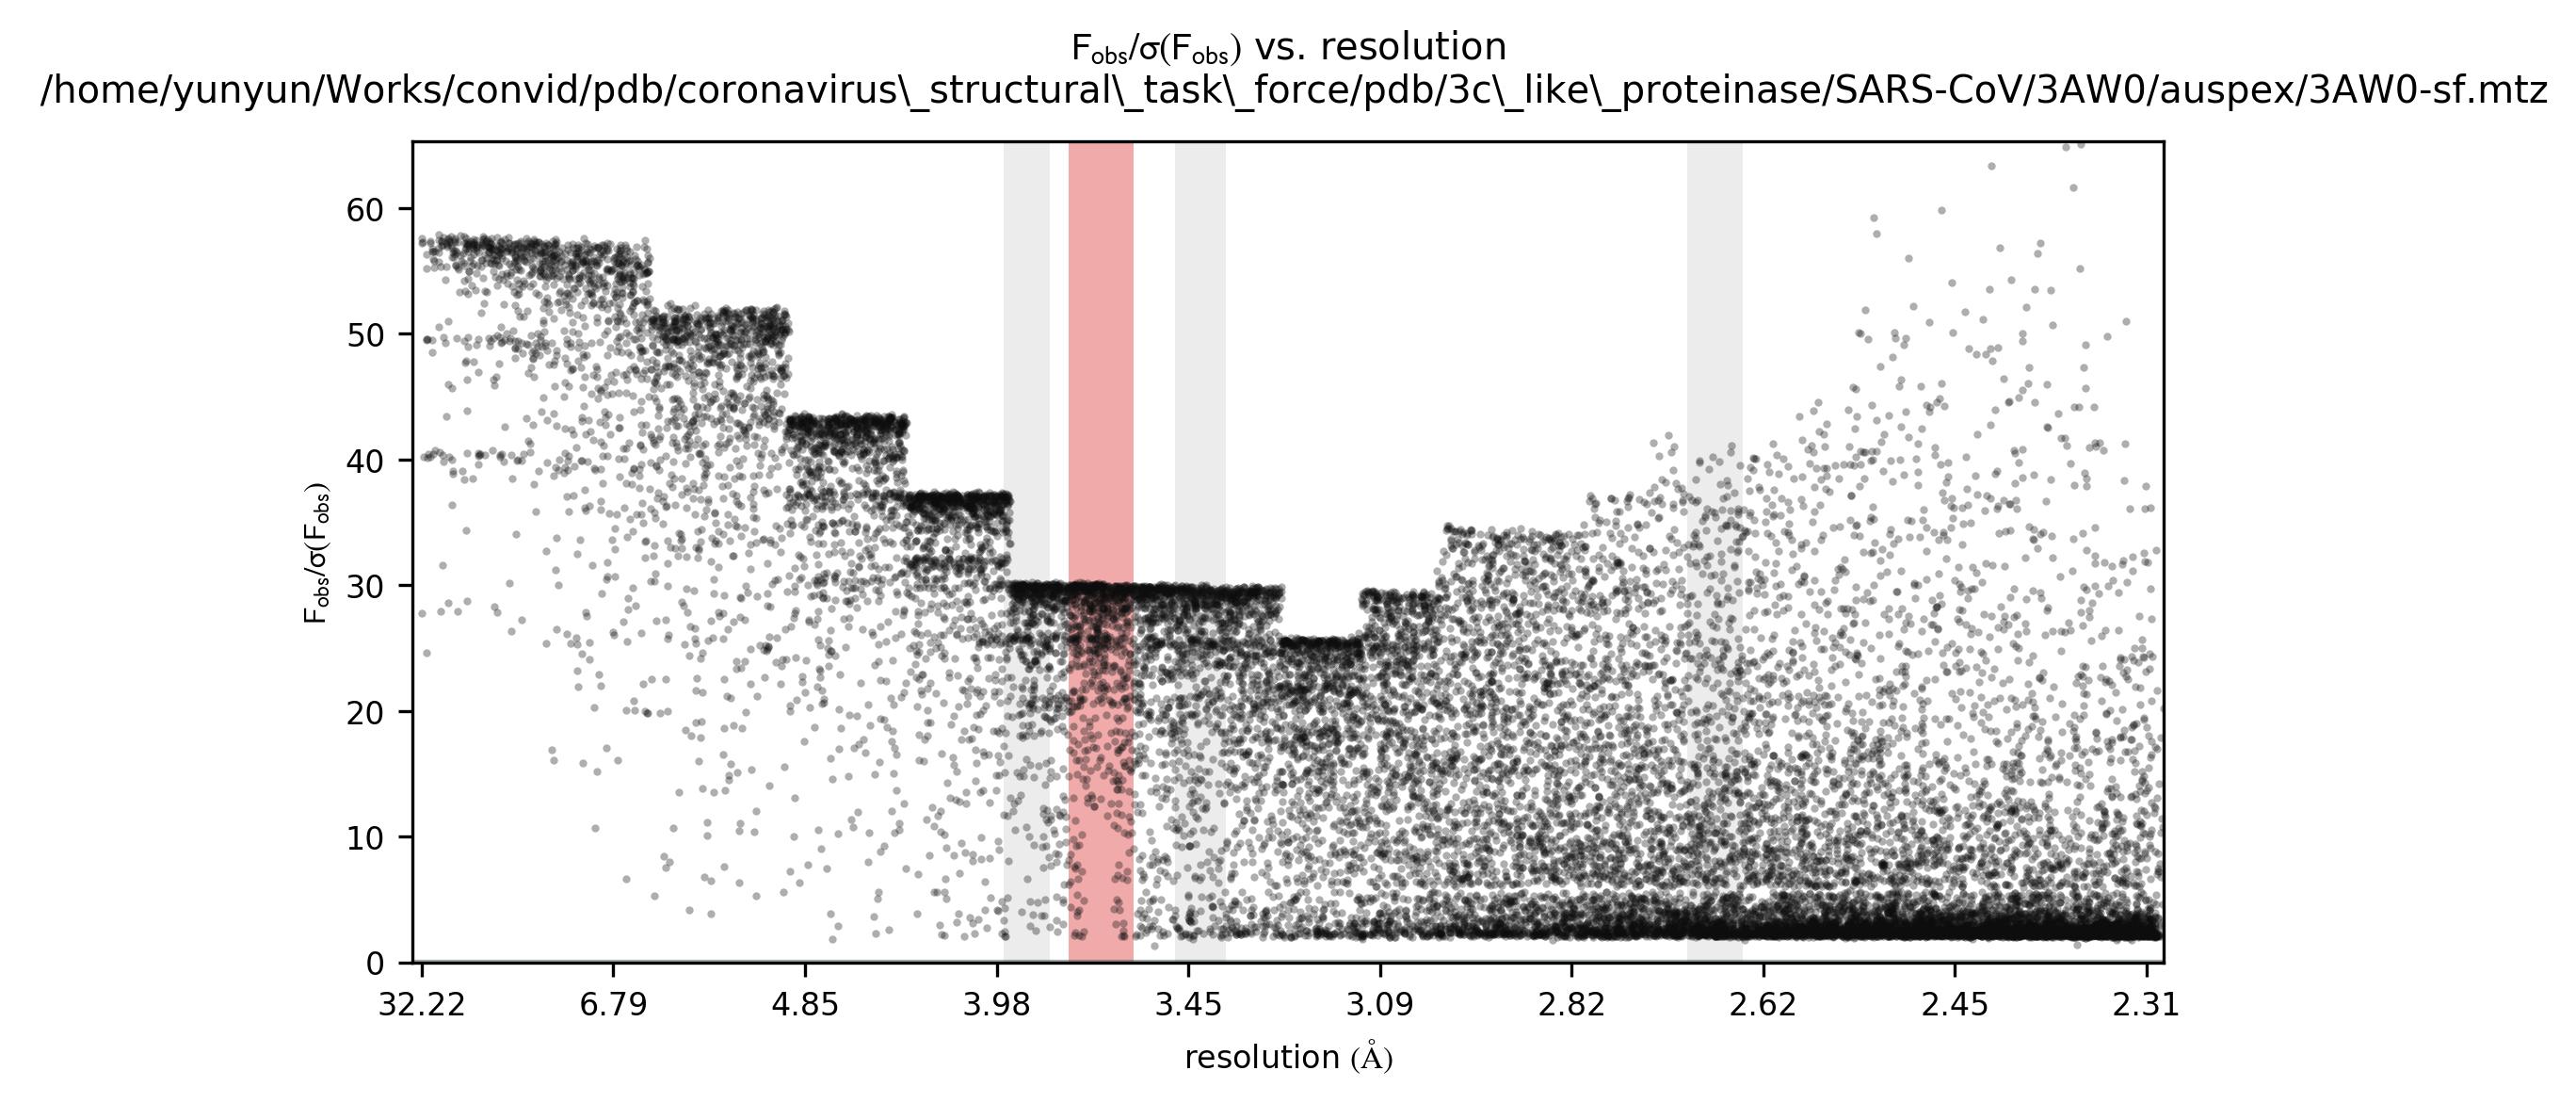 Fobs/σ(Fobs) vs. resolution
/home/yunyun/Works/convid/pdb/coronavirus\_structural\_task\_force/pdb/3c\_like\_proteinase/SARS-CoV/3AW0/auspex/3AW0-sf.mtz
Fobs/σ(Fobs)
60
50
40
30
20
10
0
32.22 6.79 4.85 3.98 3.45 3.09 2.82 2.62 2.45 2.31
resolution (Å)